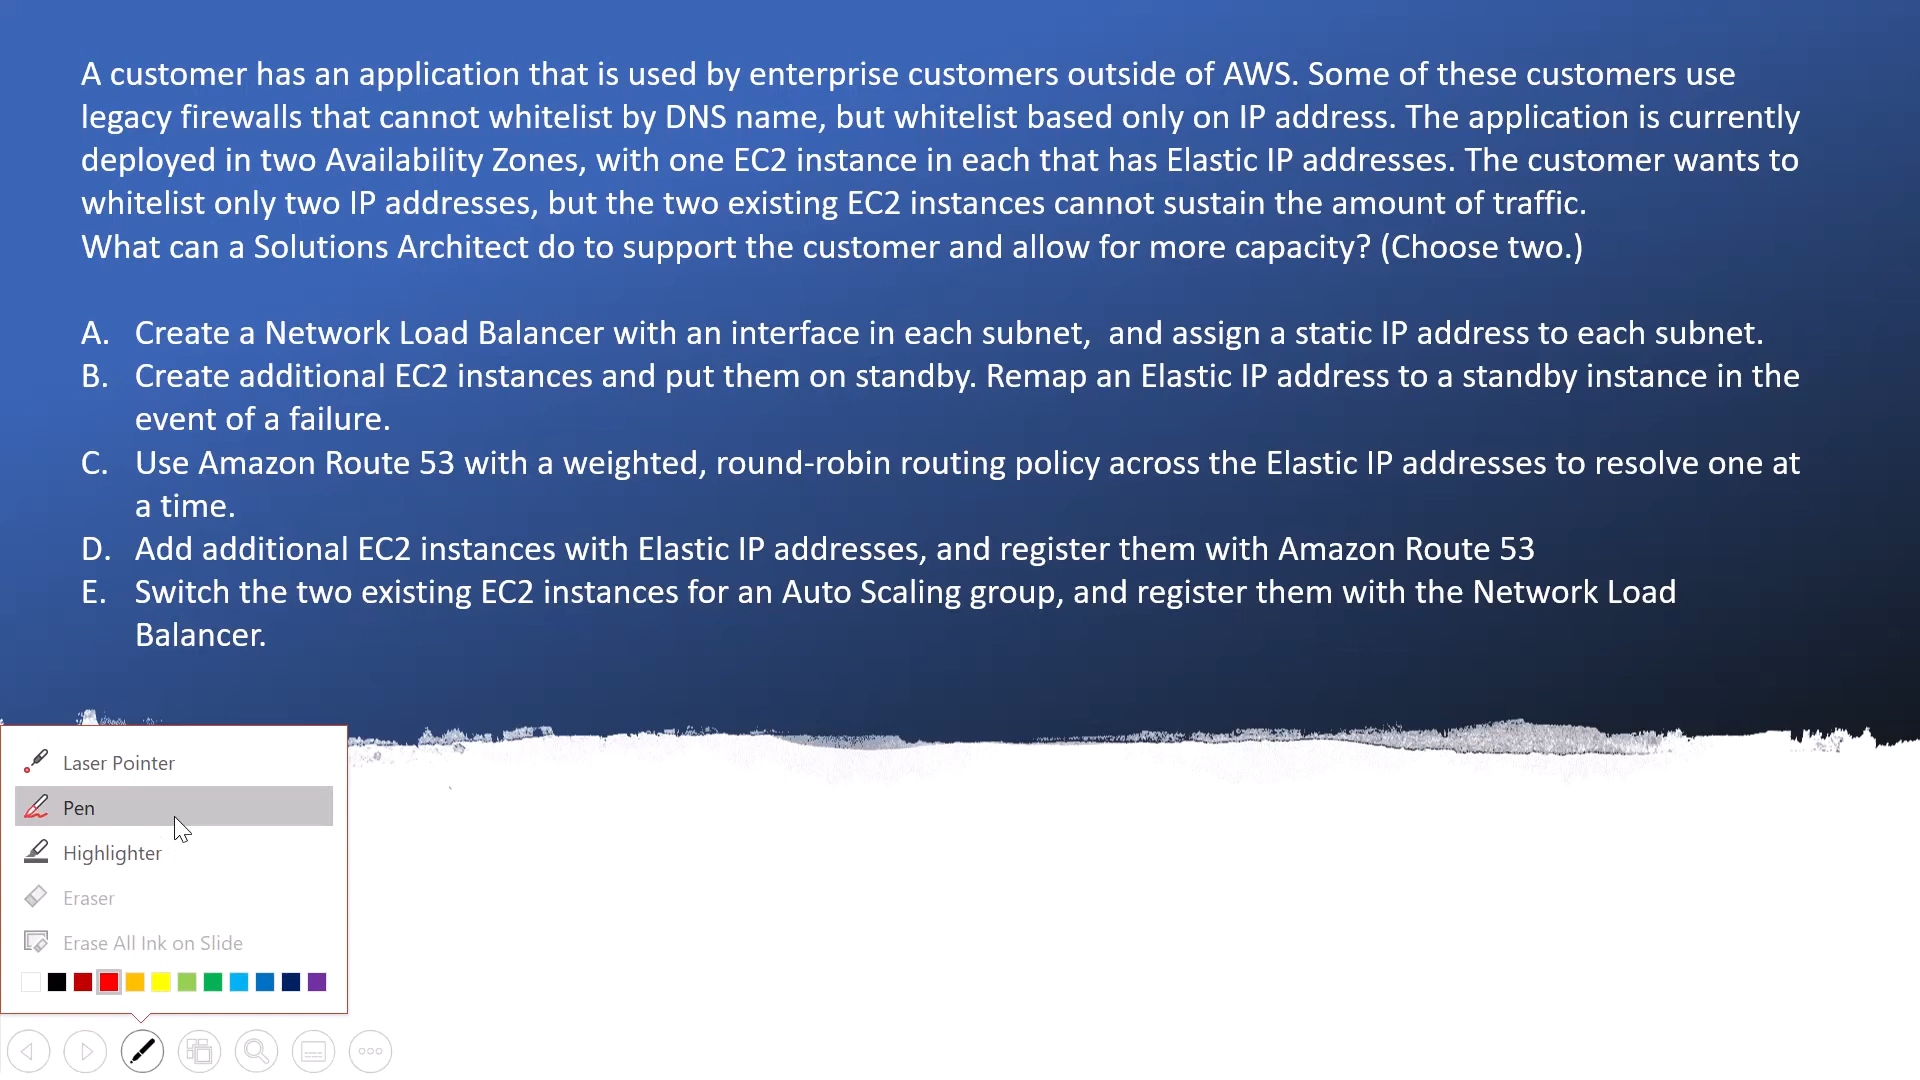 A customer has an application that is used by enterprise customers outside of AWS. Some of these customers use
legacy firewalls that cannot whitelist by DNS name, but whitelist based only on IP address. The application is currently
deployed in two Availability Zones, with one EC2 instance in each that has Elastic IP addresses. The customer wants to
whitelist only two IP addresses, but the two existing EC2 instances cannot sustain the amount of traffic.
What can a Solutions Architect do to support the customer and allow for more capacity? (Choose two.)
A. Create a Network Load Balancer with an interface in each subnet,  and assign a static IP address to each subnet.
B. Create additional EC2 instances and put them on standby. Remap an Elastic IP address to a standby instance in the
event of a failure.
C. Use Amazon Route 53 with a weighted, round-robin routing policy across the Elastic IP addresses to resolve one at
a time.
D. Add additional EC2 instances with Elastic IP addresses, and register them with Amazon Route 53
E. Switch the two existing EC2 instances for an Auto Scaling group, and register them with the Network Load
Balancer.
Laser Pointer
Pen
Highlighter
Eraser
Erase All Ink on Slide